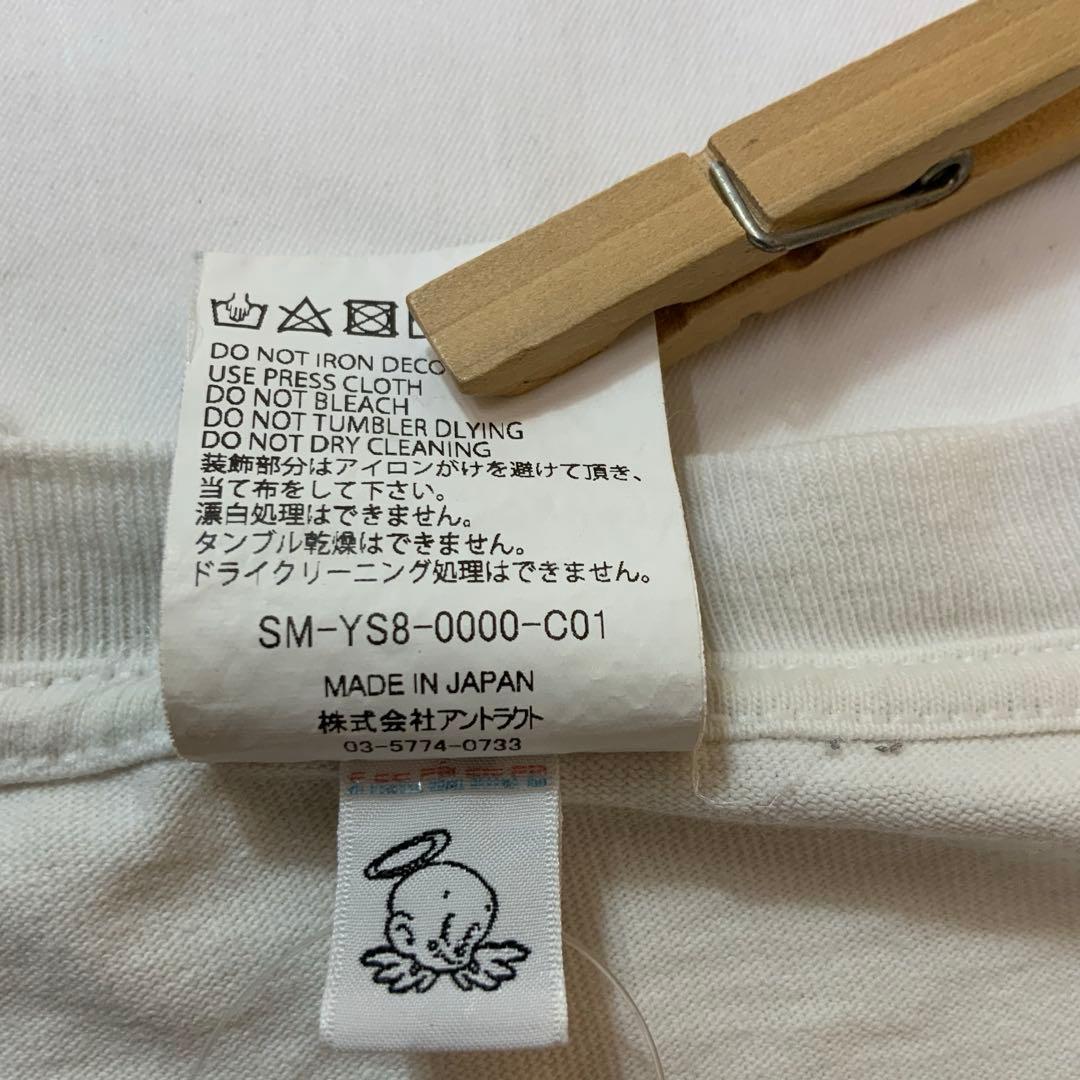 DO NOT IRON DECO
USE PRESS CLOTH
DO NOT BLEACH
DO NOT TUMBLER DLYING
DO NOT DRY CLEANING
装飾部分はアイロンがけを避けて頂き、
当て布をして下さい。
漂白処理はできません。
タンブル乾燥はできません。
ドライクリーニング処理はできません。
SM-YS8-0000-C01
MADE IN JAPAN
株式会社アントラクト
03-5774-0733